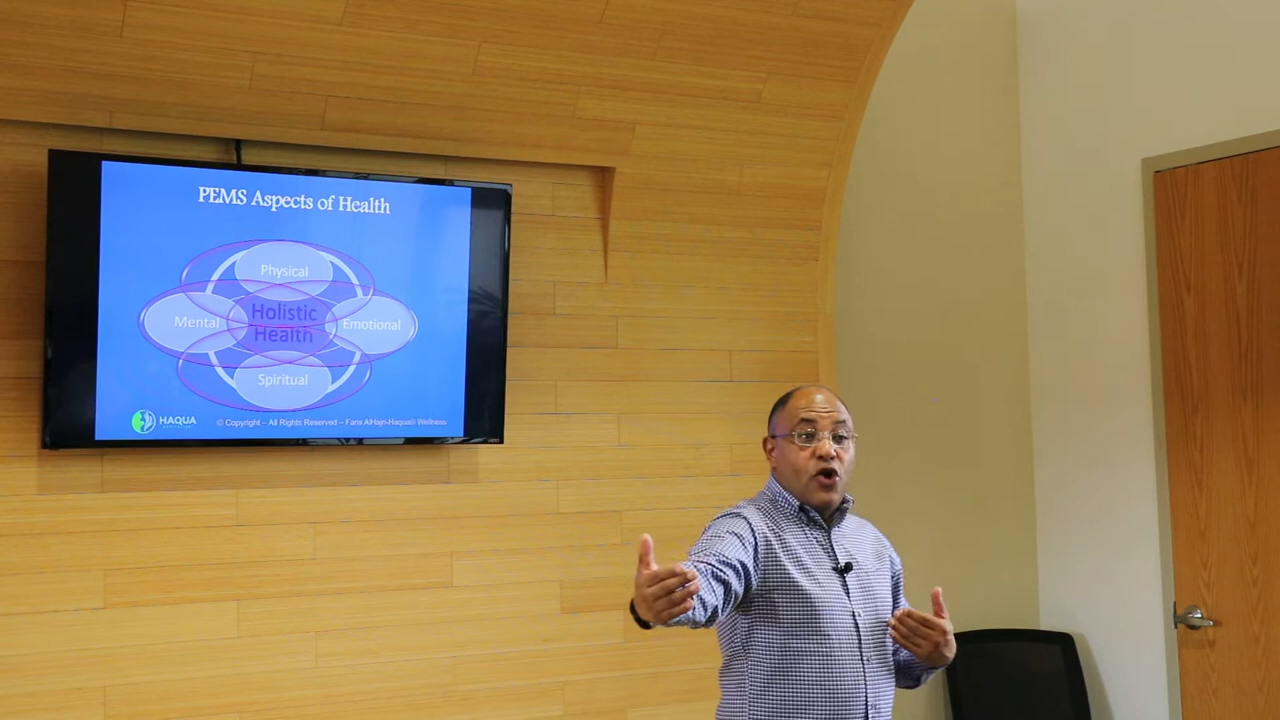 PEMS Aspects of Health
Physical
Mental
Holistic
Health
Emotional
Spiritual
HAQUA
© Copyright – All Rights Reserved – Faris AlHajri-Haqua® Wellness